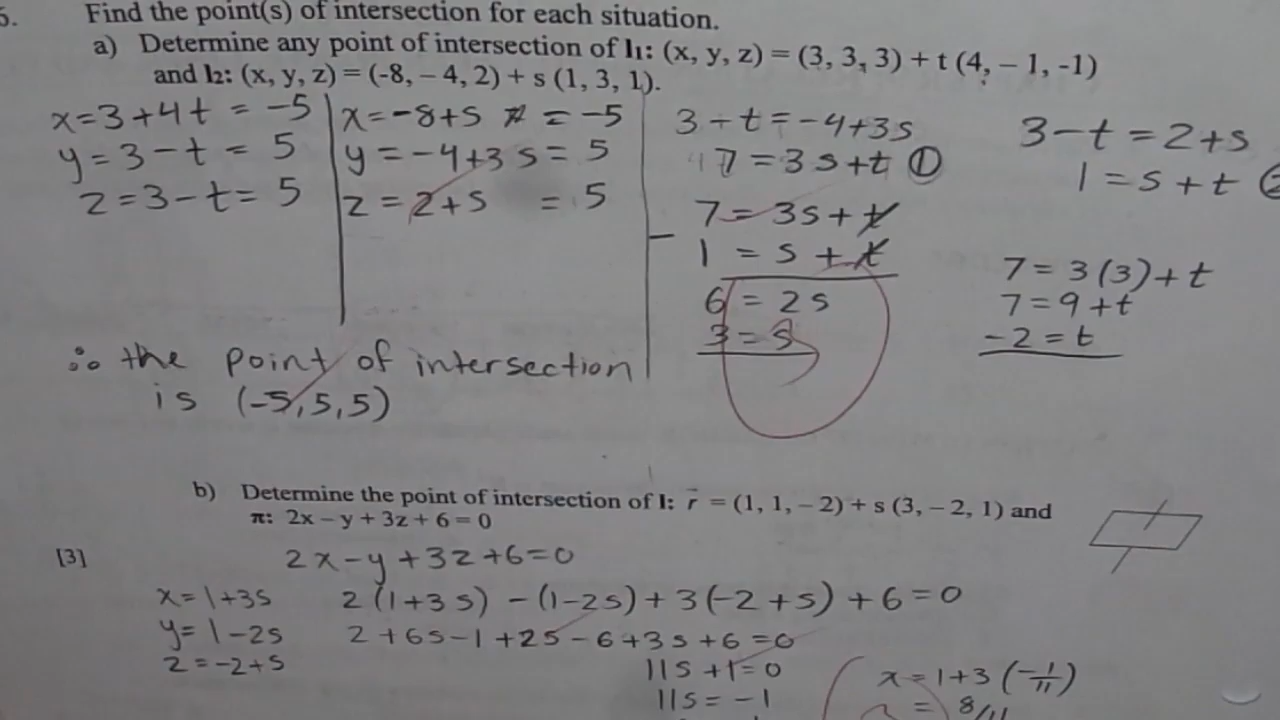 5. Find the point(s) of intersection for each situation.
a) Determine any point of intersection of l1: (x, y, z) = (3, 3, 3) + t (4, – 1, -1)
and l2: (x, y, z) = (-8, – 4, 2) + s (1, 3, 1).
x=3+4t = -5
y=3-t = 5
z=3-t= 5
x=-8+s = -5
y=-4+3s= 5
z=2+s = 5
3-t=-4+3s
7=3s+t ①
7=3s+t
- 1=s+t
6=2s
3=s
3-t=2+s
1=s+t
7=3(3)+t
7=9+t
-2=t
∴ the point of intersection
is (-5,5,5)
b) Determine the point of intersection of l: r⃗ = (1, 1, – 2) + s (3, – 2, 1) and
π: 2x – y + 3z + 6 = 0
[3]
2x-y+3z+6=0
x=1+3s
y=1-2s
z=-2+s
2(1+3s)-(1-2s)+3(-2+s)+6=0
2+6s-1+2s-6+3s+6=0
11s+1=0
11s=-1
x=1+3(-1/11)
= 8/11